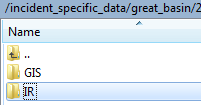 /incident_specific_data/great_basin/2
Name
..
GIS
IR